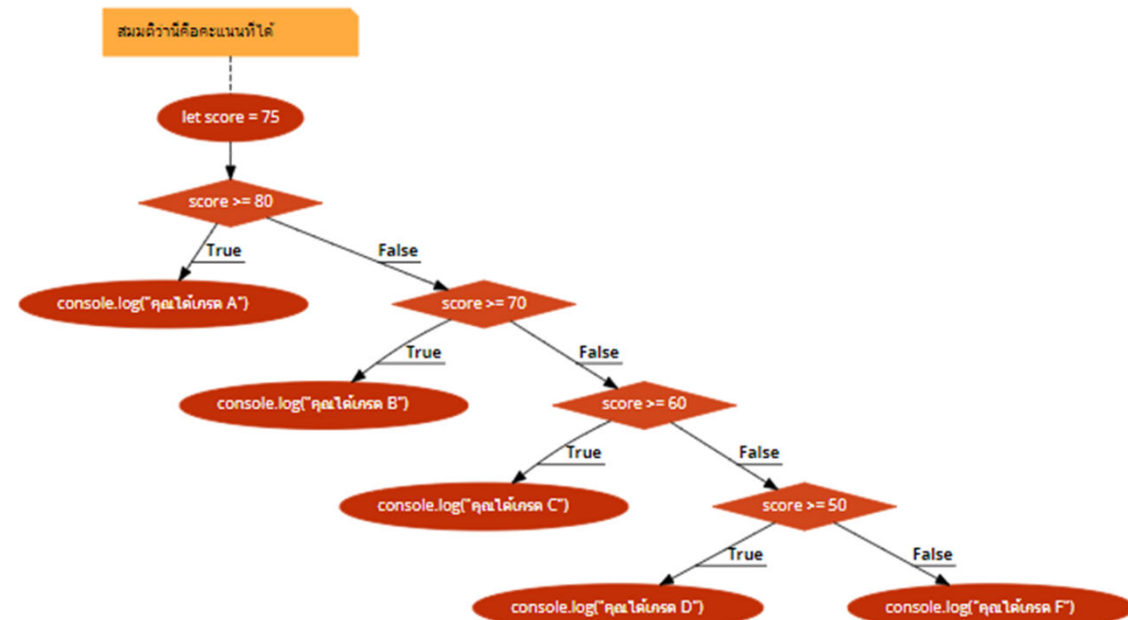 สมมติว่านี่คือคะแนนที่ได้
let score = 75
score >= 80
True
False
console.log("คุณได้เกรด A")
score >= 70
True
False
console.log("คุณได้เกรด B")
score >= 60
True
False
console.log("คุณได้เกรด C")
score >= 50
True
False
console.log("คุณได้เกรด D")
console.log("คุณได้เกรด F")